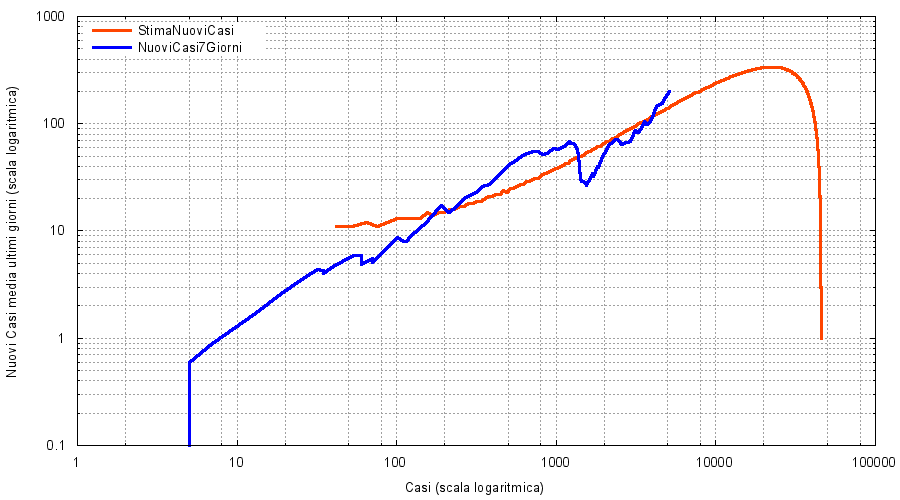 1000
StimaNuoviCasi
NuoviCasi7Giorni
100
10
1
0.1
1 10 100 1000 10000 100000
Nuovi Casi media ultimi giorni (scala logaritmica)
Casi (scala logaritmica)